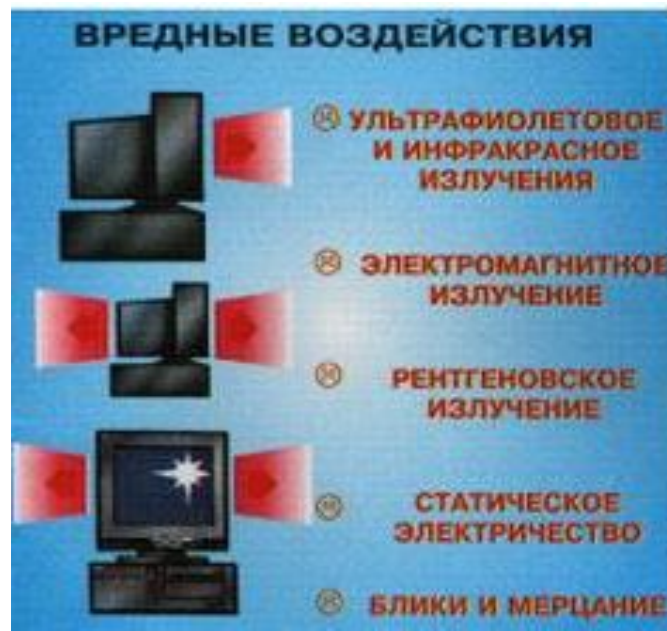 ВРЕДНЫЕ ВОЗДЕЙСТВИЯ
УЛЬТРАФИОЛЕТОВОЕ
И ИНФРАКРАСНОЕ
ИЗЛУЧЕНИЯ
ЭЛЕКТРОМАГНИТНОЕ
ИЗЛУЧЕНИЕ
РЕНТГЕНОВСКОЕ
ИЗЛУЧЕНИЕ
СТАТИЧЕСКОЕ
ЭЛЕКТРИЧЕСТВО
БЛИКИ И МЕРЦАНИЕ